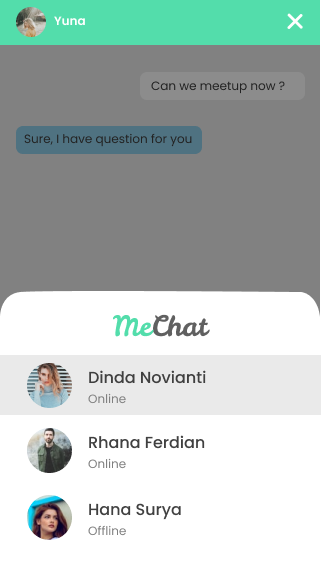 Yuna
Can we meetup now ?
Sure, I have question for you
MeChat
Dinda Novianti
Online
Rhana Ferdian
Online
Hana Surya
Offline